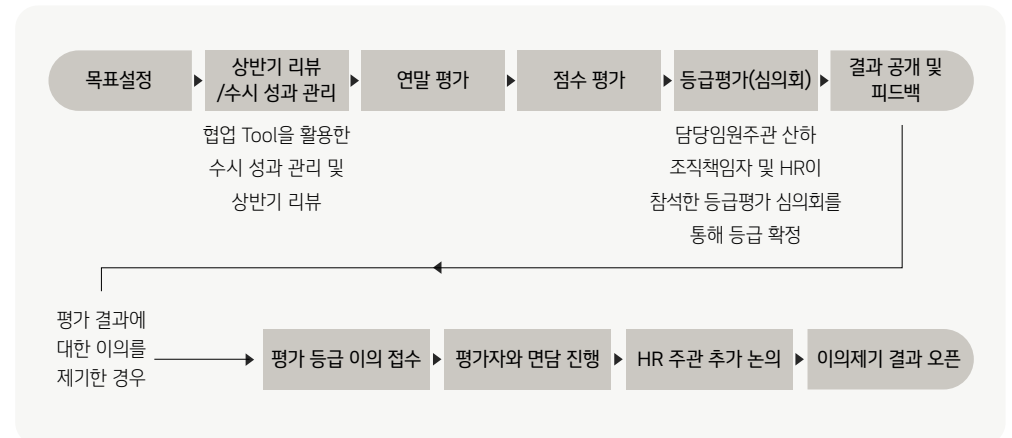 목표설정
상반기 리뷰
/수시 성과 관리
연말 평가
점수 평가
등급평가(심의회)
결과 공개 및
피드백
협업 Tool을 활용한
수시 성과 관리 및
상반기 리뷰
담당임원주관 산하
조직책임자 및 HR이
참석한 등급평가 심의회를
통해 등급 확정
평가 결과에
대한 이의를
제기한 경우
평가 등급 이의 접수
평가자와 면담 진행
HR 주관 추가 논의
이의제기 결과 오픈